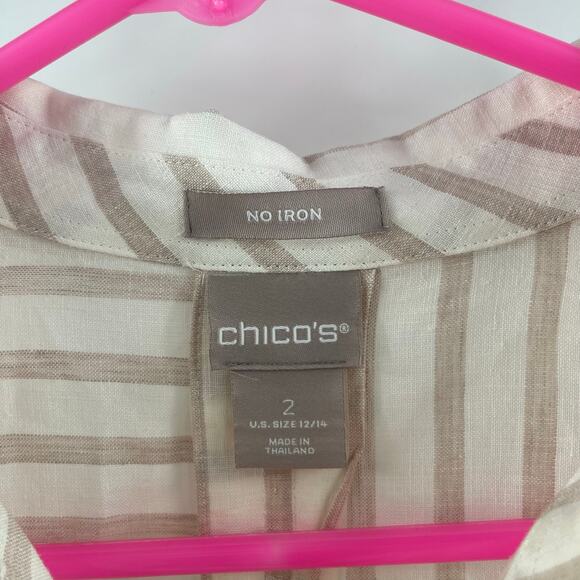 NO IRON
chico's®
2
U.S. SIZE 12/14
MADE IN
THAILAND